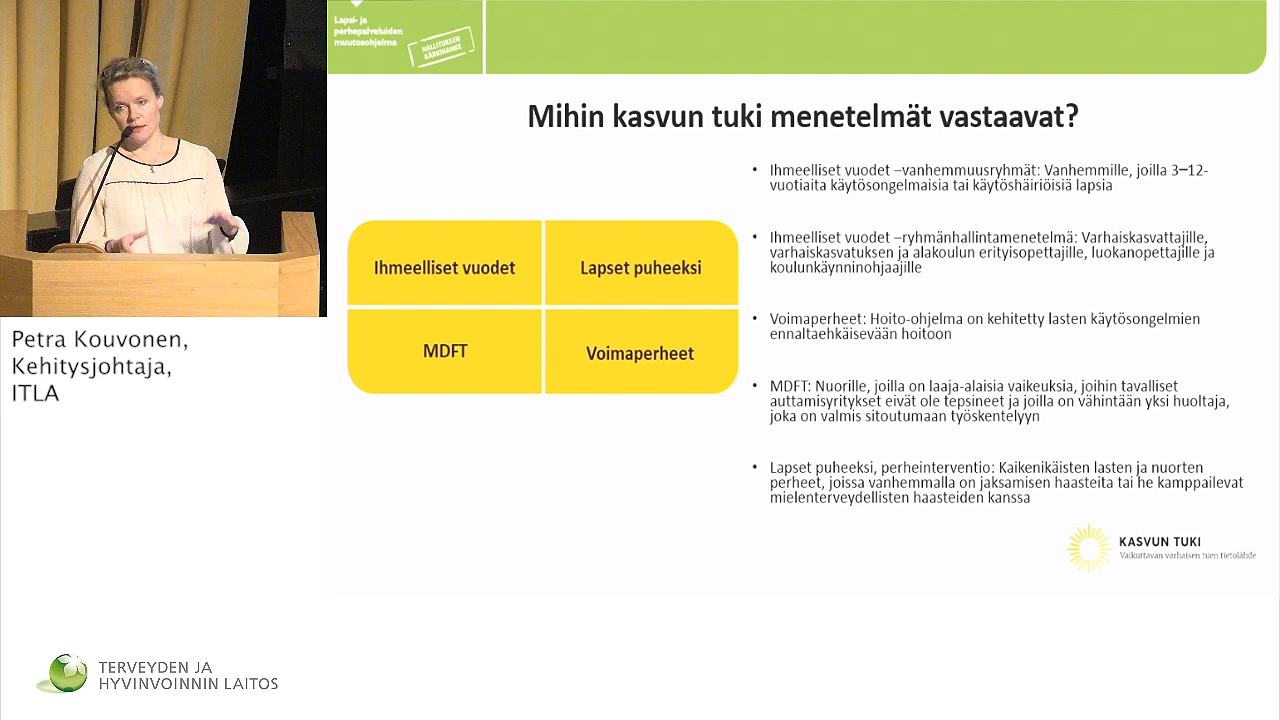 Lapsi- ja
perhepalveluiden
muutosohjelma
HALLITUKSEN
KÄRKIHANKE
Mihin kasvun tuki menetelmät vastaavat?
Ihmeelliset vuodet
Lapset puheeksi
MDFT
Voimaperheet
• Ihmeelliset vuodet –vanhemmuusryhmät: Vanhemmille, joilla 3–12-
vuotiaita käytösongelmaisia tai käytöshäiriöisiä lapsia
• Ihmeelliset vuodet –ryhmänhallintamenetelmä: Varhaiskasvattajille,
varhaiskasvatuksen ja alakoulun erityisopettajille, luokanopettajille ja
koulunkäynninohjaajille
• Voimaperheet: Hoito-ohjelma on kehitetty lasten käytösongelmien
ennaltaehkäisevään hoitoon
• MDFT: Nuorille, joilla on laaja-alaisia vaikeuksia, joihin tavalliset
auttamisyritykset eivät ole tepsineet ja joilla on vähintään yksi huoltaja,
joka on valmis sitoutumaan työskentelyyn
• Lapset puheeksi, perheinterventio: Kaikenikäisten lasten ja nuorten
perheet, joissa vanhemmalla on jaksamisen haasteita tai he kamppailevat
mielenterveydellisten haasteiden kanssa
KASVUN TUKI
Vaikuttavan varhaisen tuen tietolähde
Petra Kouvonen,
Kehitysjohtaja,
ITLA
TERVEYDEN JA
HYVINVOINNIN LAITOS